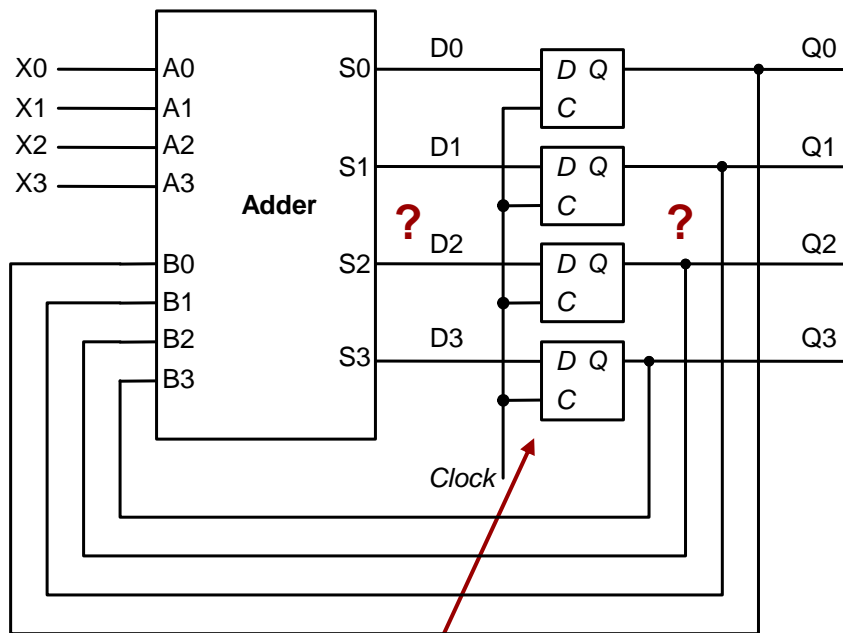 D0 Q0
X0 A0 S0 D Q
X1 A1 C
X2 A2 D1 Q1
X3 A3 S1 D Q
Adder C
? ?
D2 Q2
B0 S2 D Q
B1 C
B2 D3 Q3
B3 S3 D Q
C
Clock